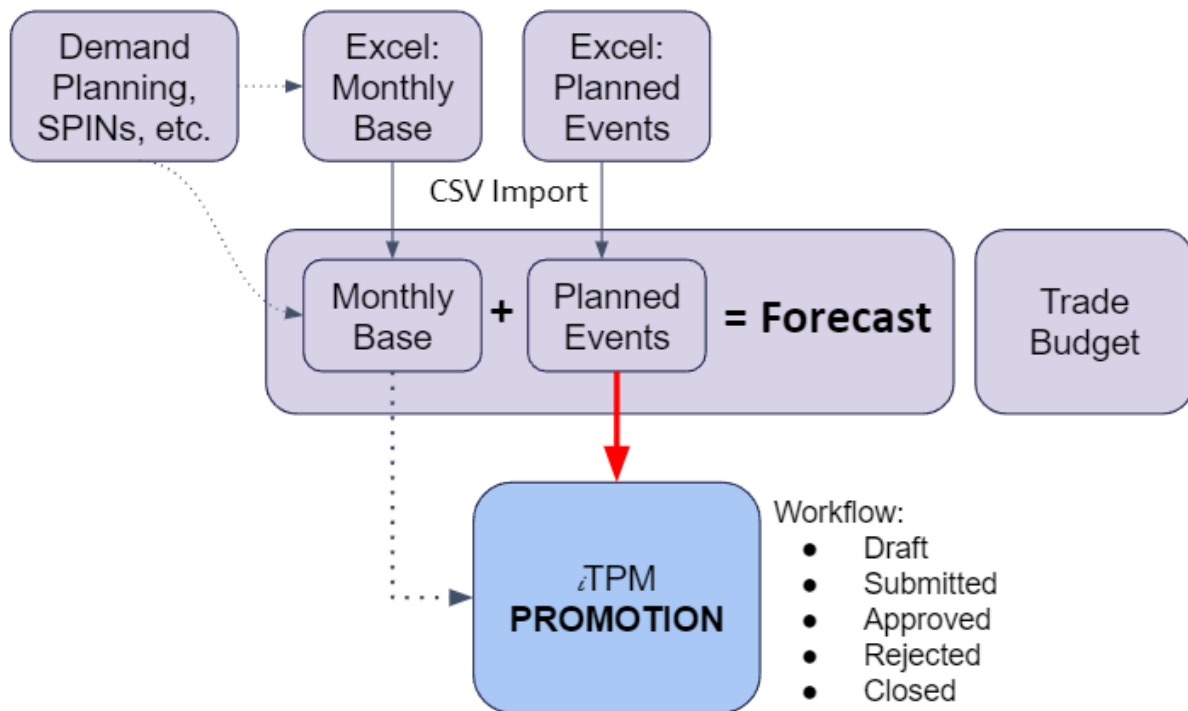 Demand
Planning,
SPINs, etc.
Excel:
Monthly
Base
Excel:
Planned
Events
CSV Import
Monthly
Base
+
Planned
Events
= Forecast
Trade
Budget
iTPM
PROMOTION
Workflow:
● Draft
● Submitted
● Approved
● Rejected
● Closed